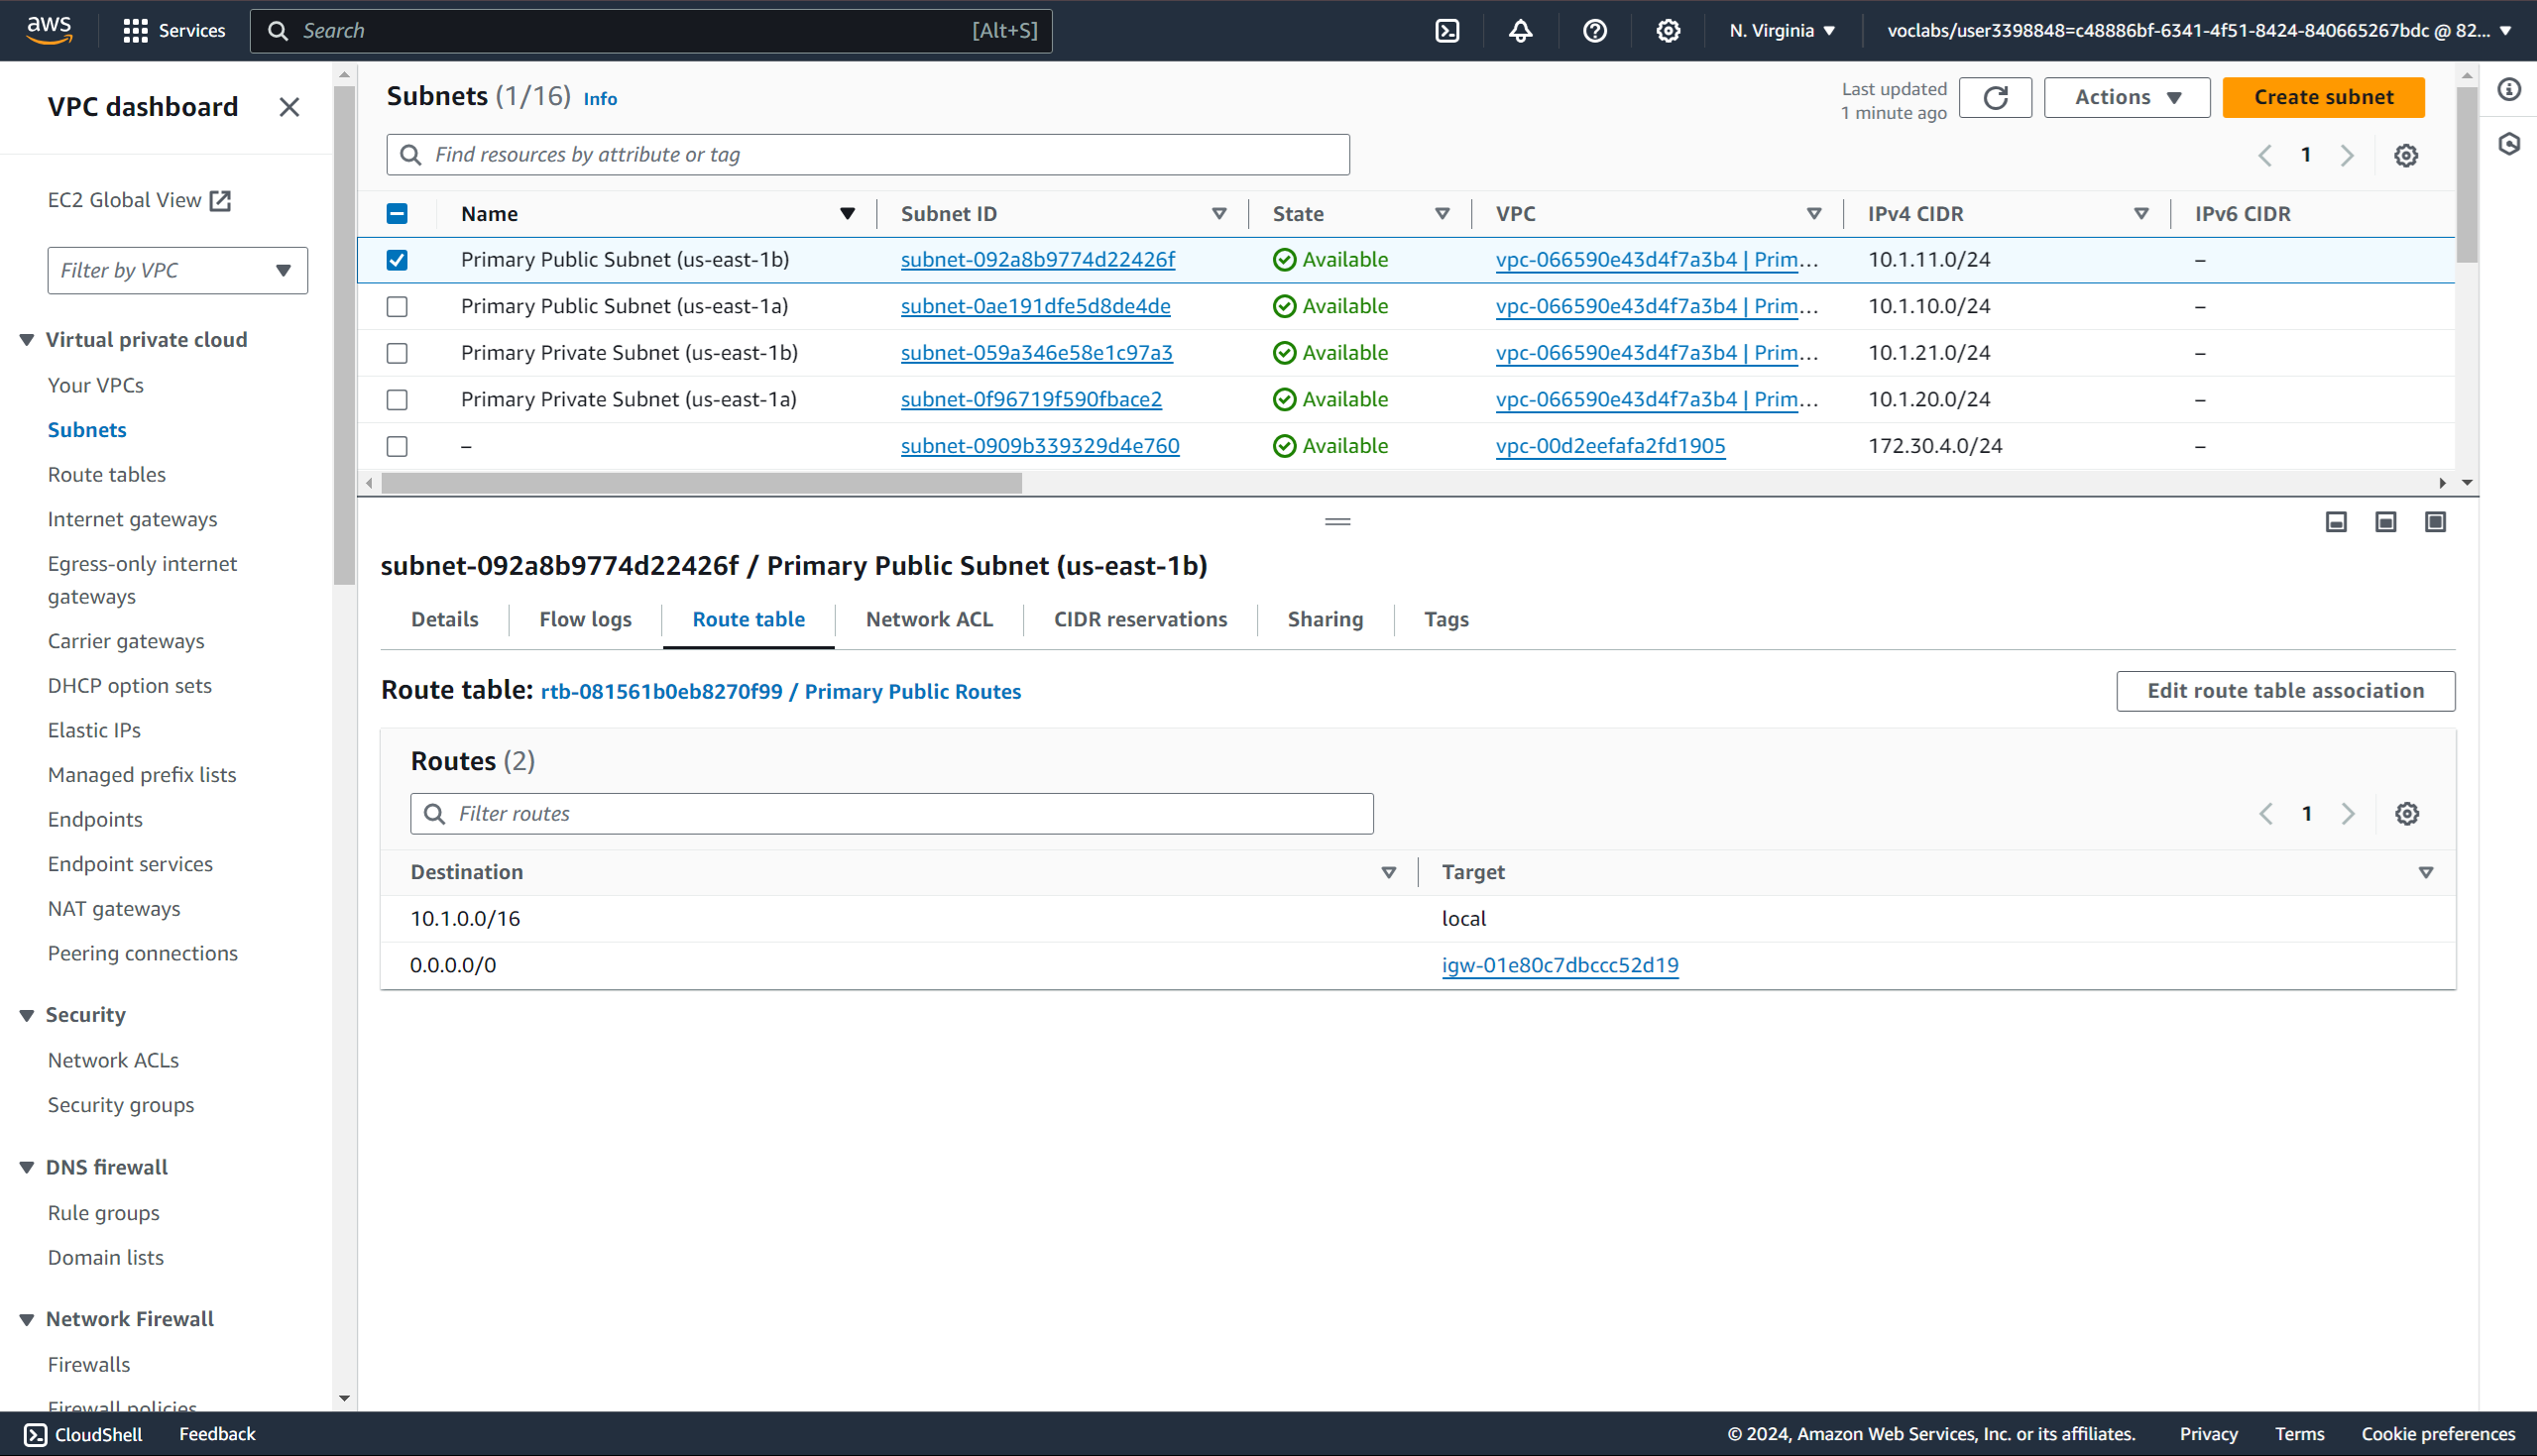 aws Services Search [Alt+S] N. Virginia voclabs/user3398848=c48886bf-6341-4f51-8424-840665267bdc @ 82...
VPC dashboard
EC2 Global View
Filter by VPC
Virtual private cloud
Your VPCs
Subnets
Route tables
Internet gateways
Egress-only internet
gateways
Carrier gateways
DHCP option sets
Elastic IPs
Managed prefix lists
Endpoints
Endpoint services
NAT gateways
Peering connections
Security
Network ACLs
Security groups
DNS firewall
Rule groups
Domain lists
Network Firewall
Firewalls
Firewall policies
Subnets (1/16) Info
Last updated
1 minute ago
Actions
Create subnet
Find resources by attribute or tag
1
Name Subnet ID State VPC IPv4 CIDR IPv6 CIDR
Primary Public Subnet (us-east-1b) subnet-092a8b9774d22426f Available vpc-066590e43d4f7a3b4 | Prim... 10.1.11.0/24 –
Primary Public Subnet (us-east-1a) subnet-0ae191dfe5d8de4de Available vpc-066590e43d4f7a3b4 | Prim... 10.1.10.0/24 –
Primary Private Subnet (us-east-1b) subnet-059a346e58e1c97a3 Available vpc-066590e43d4f7a3b4 | Prim... 10.1.21.0/24 –
Primary Private Subnet (us-east-1a) subnet-0f96719f590fbace2 Available vpc-066590e43d4f7a3b4 | Prim... 10.1.20.0/24 –
– subnet-0909b339329d4e760 Available vpc-00d2eefafa2fd1905 172.30.4.0/24 –
subnet-092a8b9774d22426f / Primary Public Subnet (us-east-1b)
Details Flow logs Route table Network ACL CIDR reservations Sharing Tags
Route table: rtb-081561b0eb8270f99 / Primary Public Routes
Edit route table association
Routes (2)
Filter routes
1
Destination Target
10.1.0.0/16 local
0.0.0.0/0 igw-01e80c7dbccc52d19
CloudShell Feedback © 2024, Amazon Web Services, Inc. or its affiliates. Privacy Terms Cookie preferences